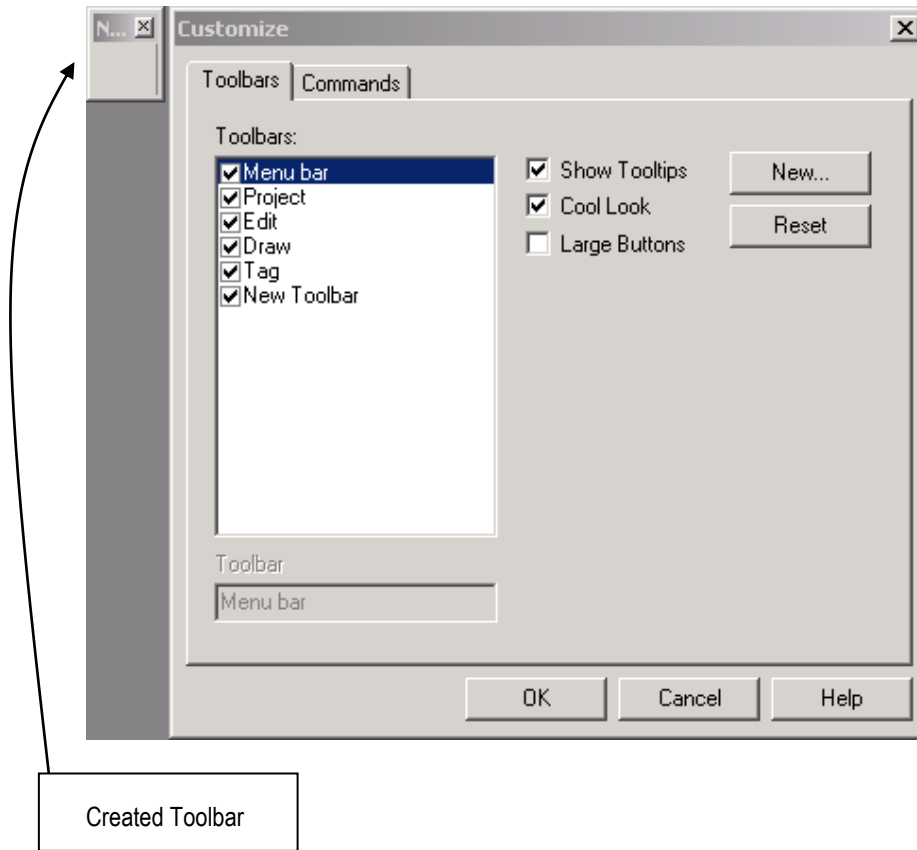 N...
Customize
Toolbars
Commands
Toolbars:
Menu bar
Project
Edit
Draw
Tag
New Toolbar
Show Tooltips
Cool Look
Large Buttons
New...
Reset
Toolbar
Menu bar
OK
Cancel
Help
Created Toolbar